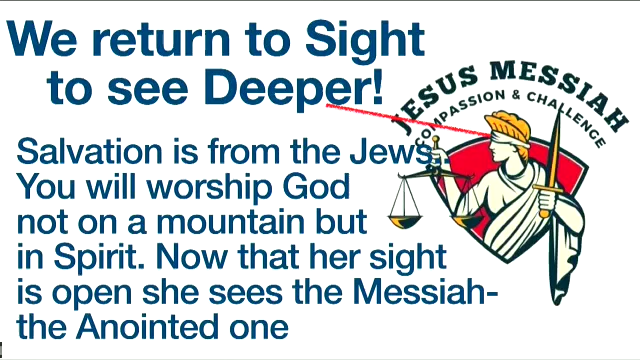 We return to Sight
to see Deeper!
JESUS MESSIAH
COMPASSION & CHALLENGE
Salvation is from the Jews..
You will worship God
not on a mountain but
in Spirit. Now that her sight
is open she sees the Messiah-
the Anointed one